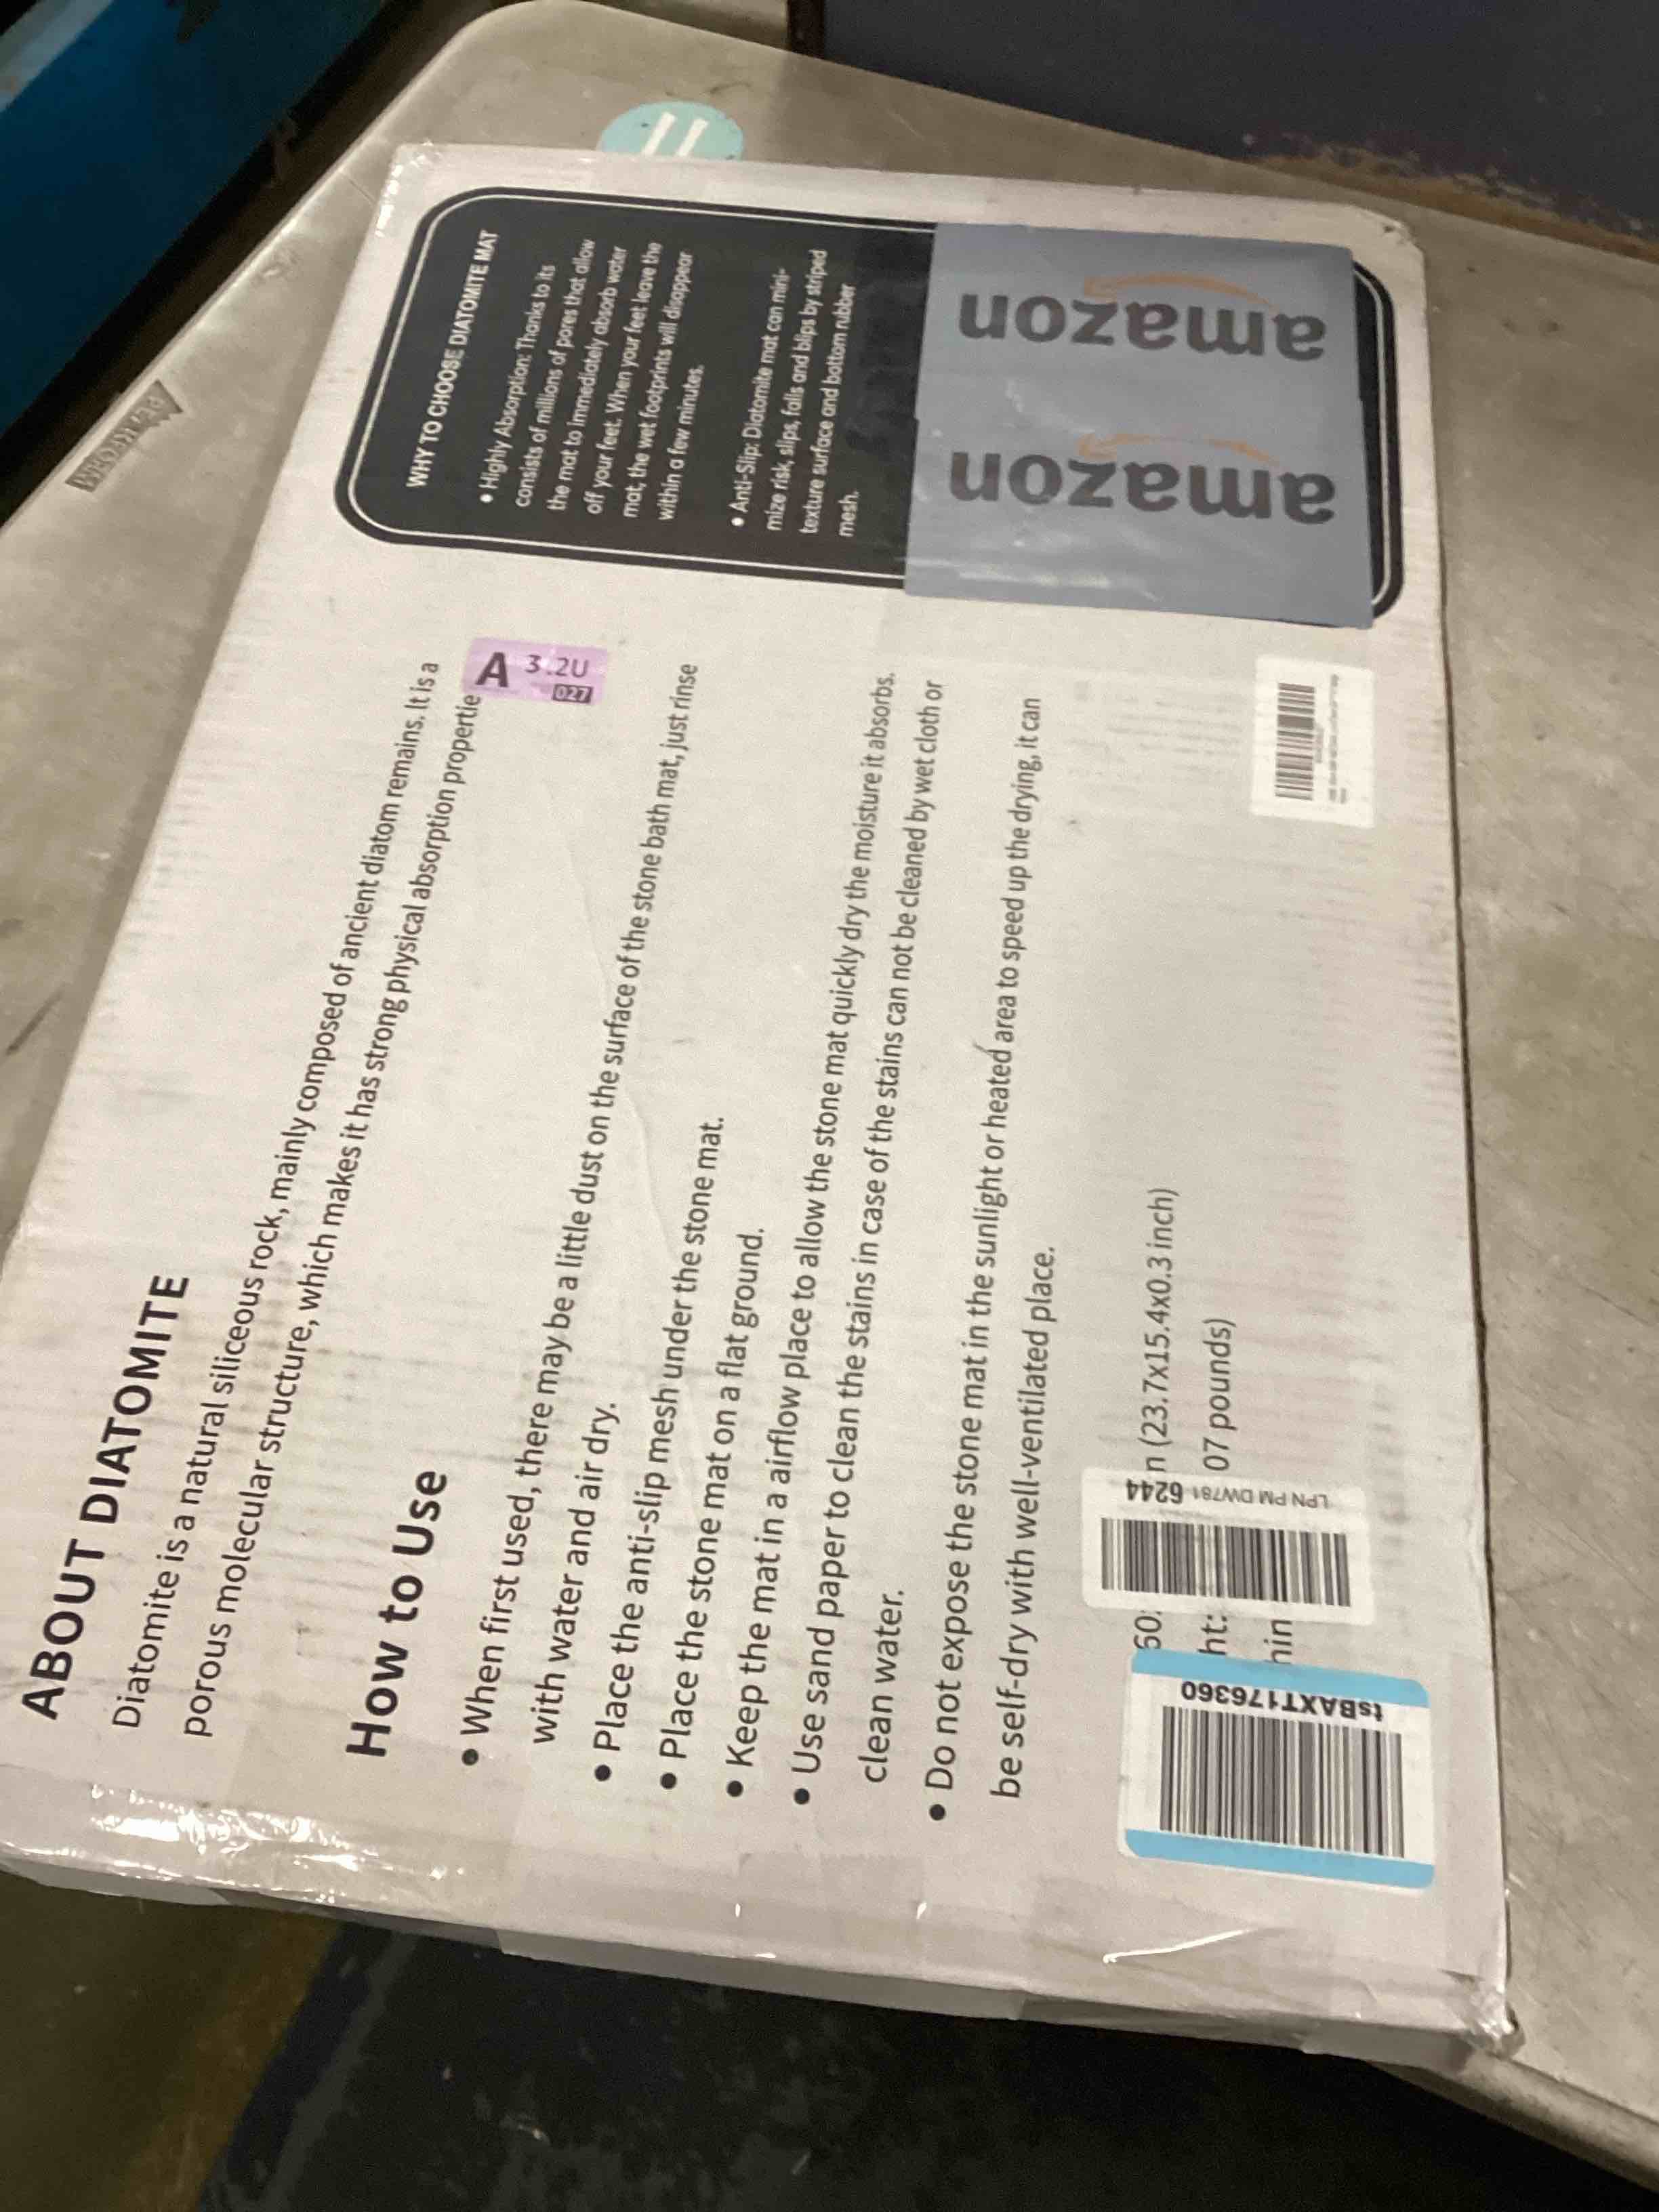 ABOUT DIATOMITE
Diatomite is a natural siliceous rock, mainly composed of ancient diatom remains. It is a
porous molecular structure, which makes it has strong physical absorption propertie
How to Use
• When first used, there may be a little dust on the surface of the stone bath mat, just rinse
with water and air dry.
• Place the anti-slip mesh under the stone mat.
• Place the stone mat on a flat ground.
• Keep the mat in a airflow place to allow the stone mat quickly dry the moisture it absorbs.
• Use sand paper to clean the stains in case of the stains can not be cleaned by wet cloth or
clean water.
• Do not expose the stone mat in the sunlight or heated area to speed up the drying, it can
be self-dry with well-ventilated place.
60.
n (23.7x15.4x0.3 inch)
ht:
07 pounds)
hin
A 3.2U
027
WHY TO CHOOSE DIATOMITE MAT
• Highly Absorption: Thanks to its
consists of millions of pores that allow
the mat to immediately absorb water
off your feet. When your feet leave the
mat, the wet footprints will disappear
within a few minutes.
• Anti-Slip: Diatomite mat can mini-
mize risk, slips, falls and blips by striped
texture surface and bottom rubber
mesh.
amazon
amazon
LPN PM DW781 6244
tsBAXT176360